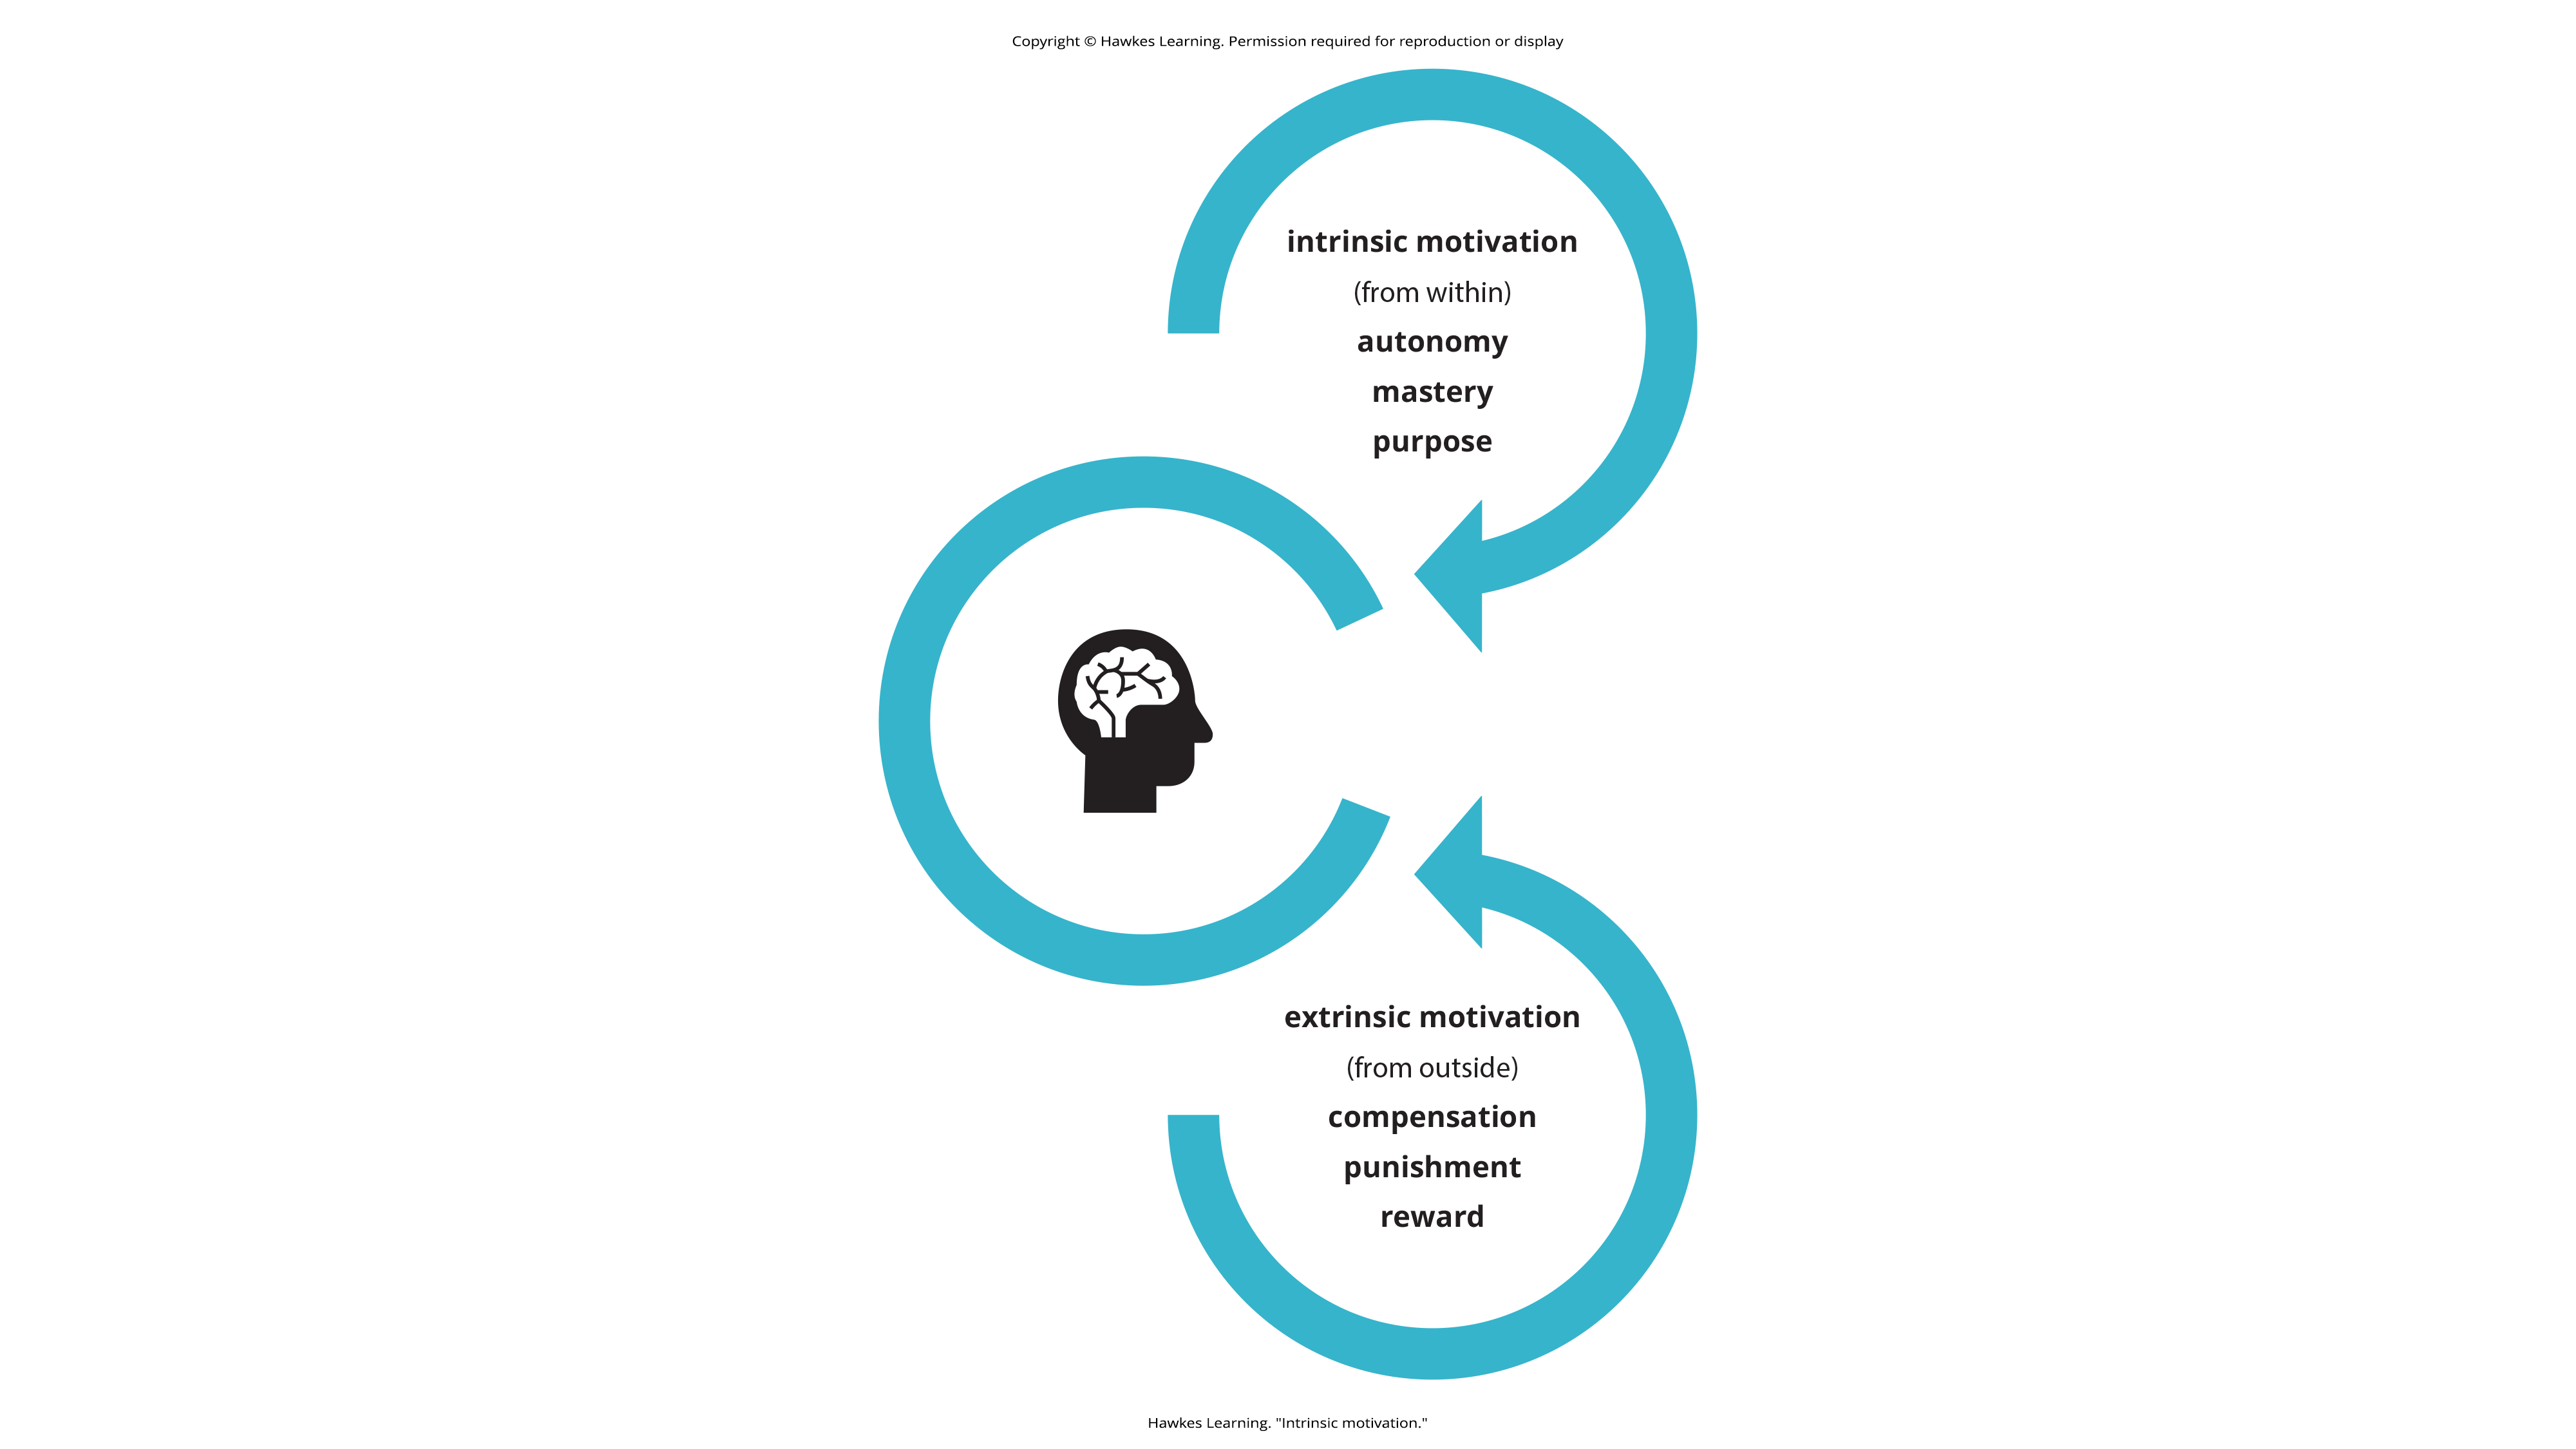 Copyright © Hawkes Learning. Permission required for reproduction or display
intrinsic motivation
(from within)
autonomy
mastery
purpose
extrinsic motivation
(from outside)
compensation
punishment
reward
Hawkes Learning. "Intrinsic motivation."